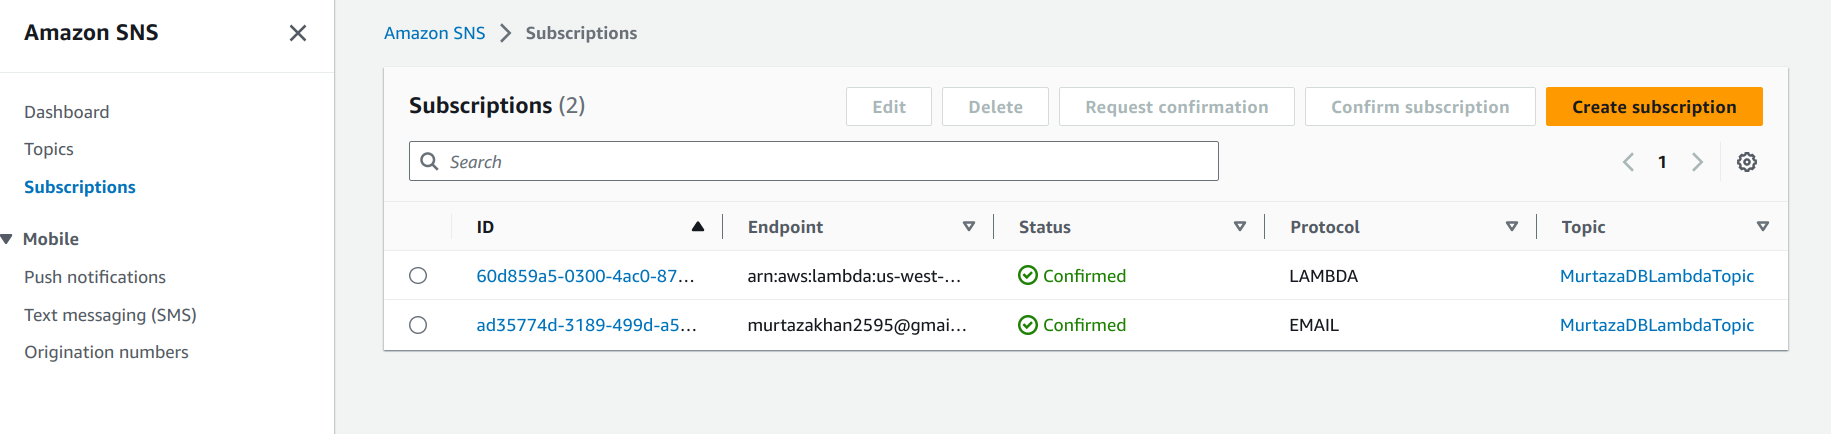 Amazon SNS
Dashboard
Topics
Subscriptions
Mobile
Push notifications
Text messaging (SMS)
Origination numbers
Amazon SNS > Subscriptions
Subscriptions (2) Edit Delete Request confirmation Confirm subscription Create subscription
Search 1
ID Endpoint Status Protocol Topic
60d859a5-0300-4ac0-87... arn:aws:lambda:us-west-... Confirmed LAMBDA MurtazaDBLambdaTopic
ad35774d-3189-499d-a5... murtazakhan2595@gmai... Confirmed EMAIL MurtazaDBLambdaTopic